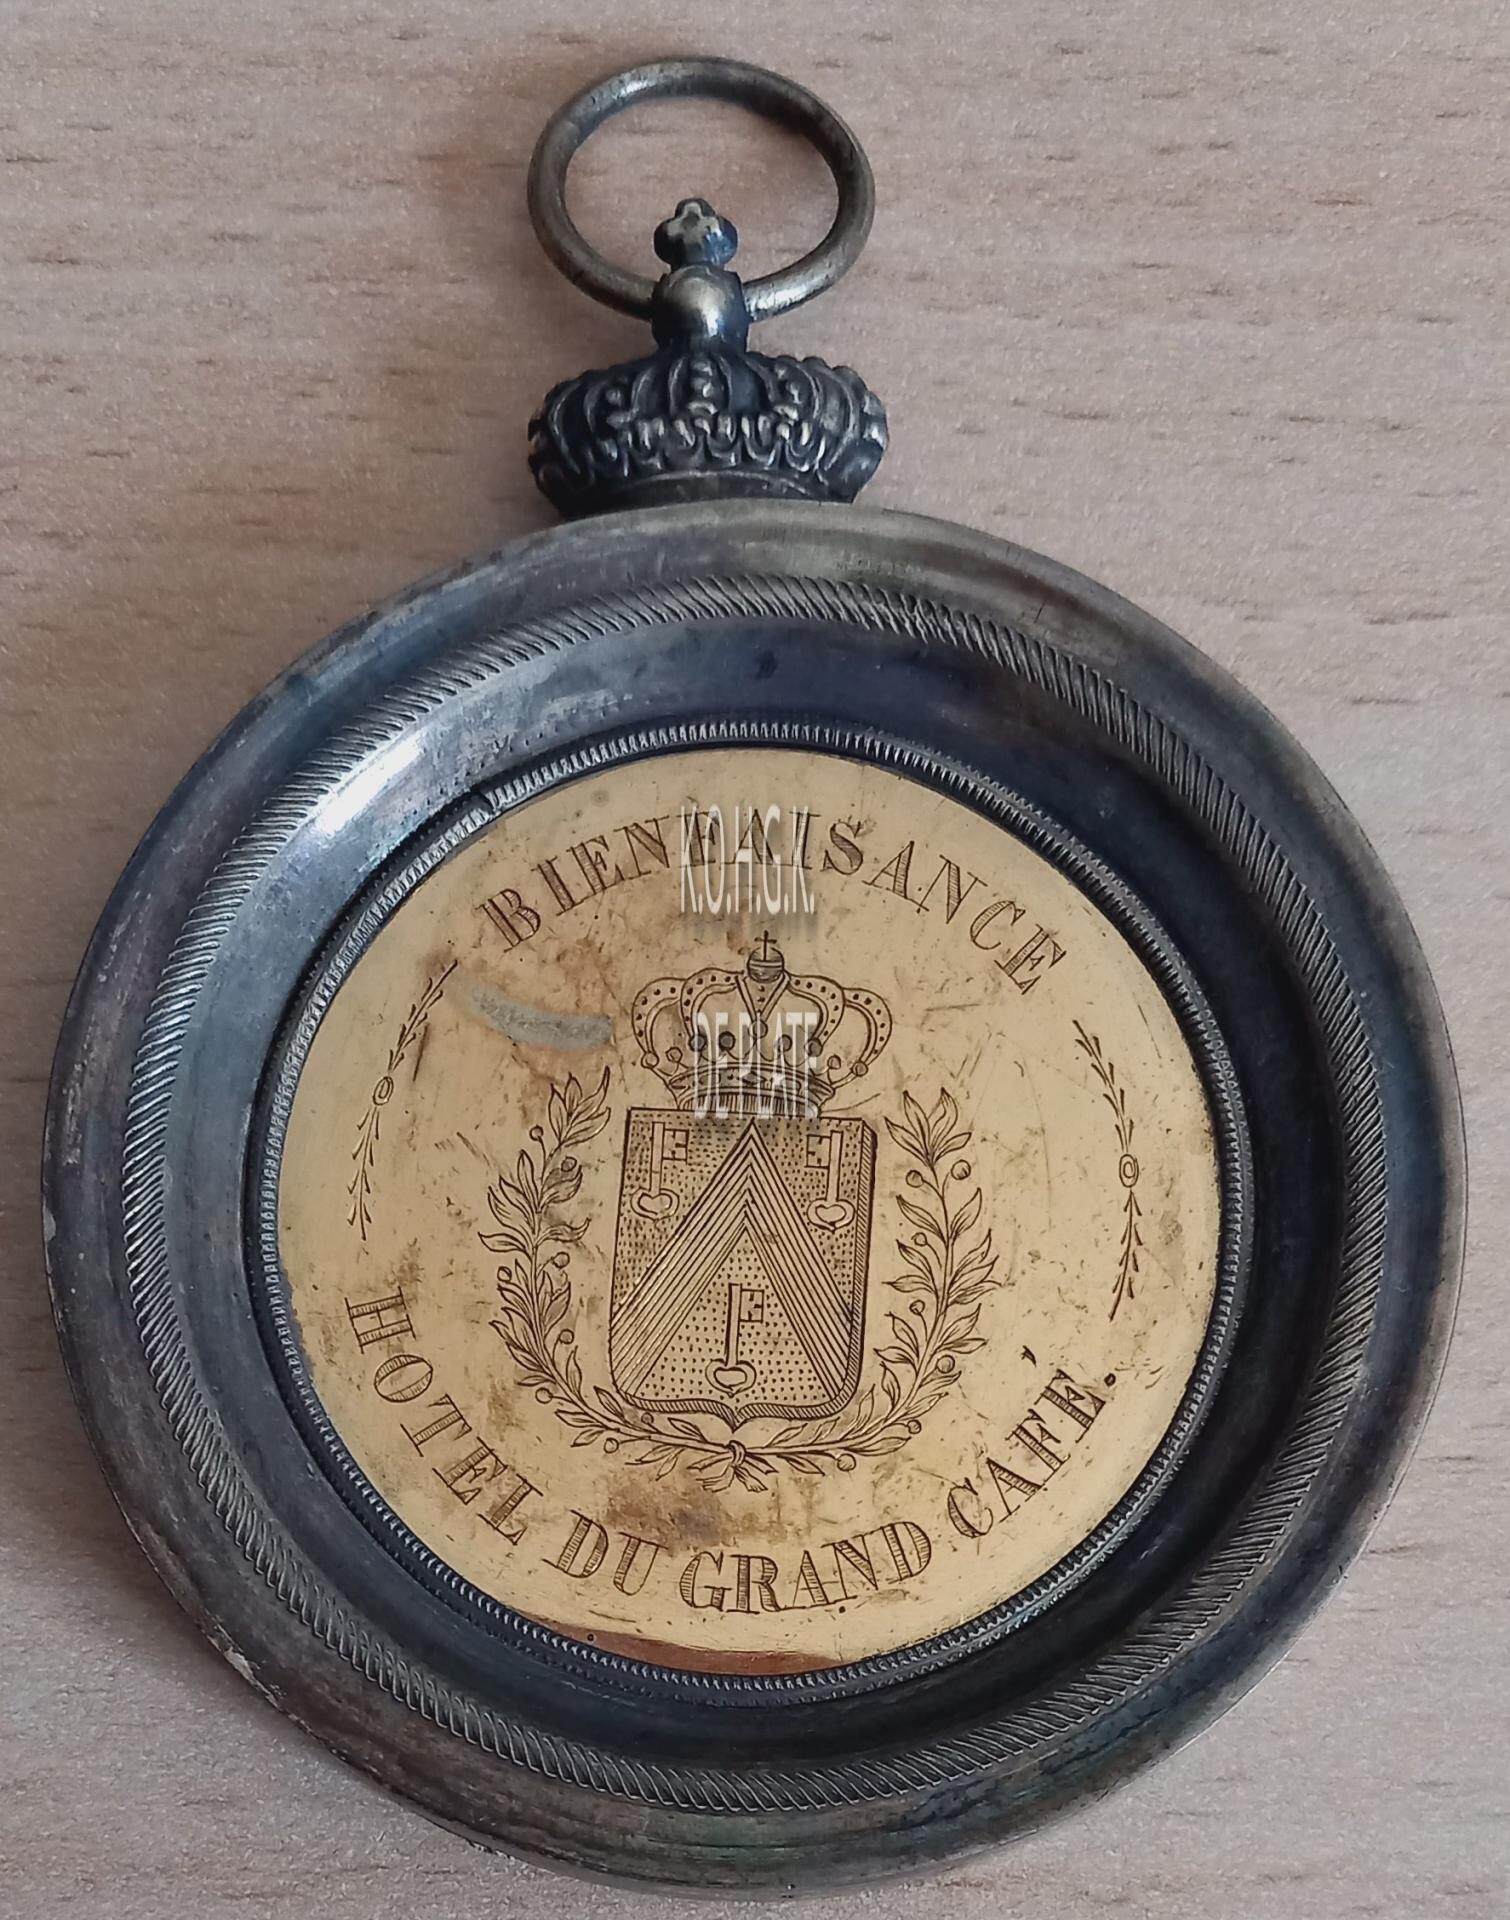 BIENFAISANCE
K.O.H.G.K.
DE PLATE
HOTEL DU GRAND CAFÉ.